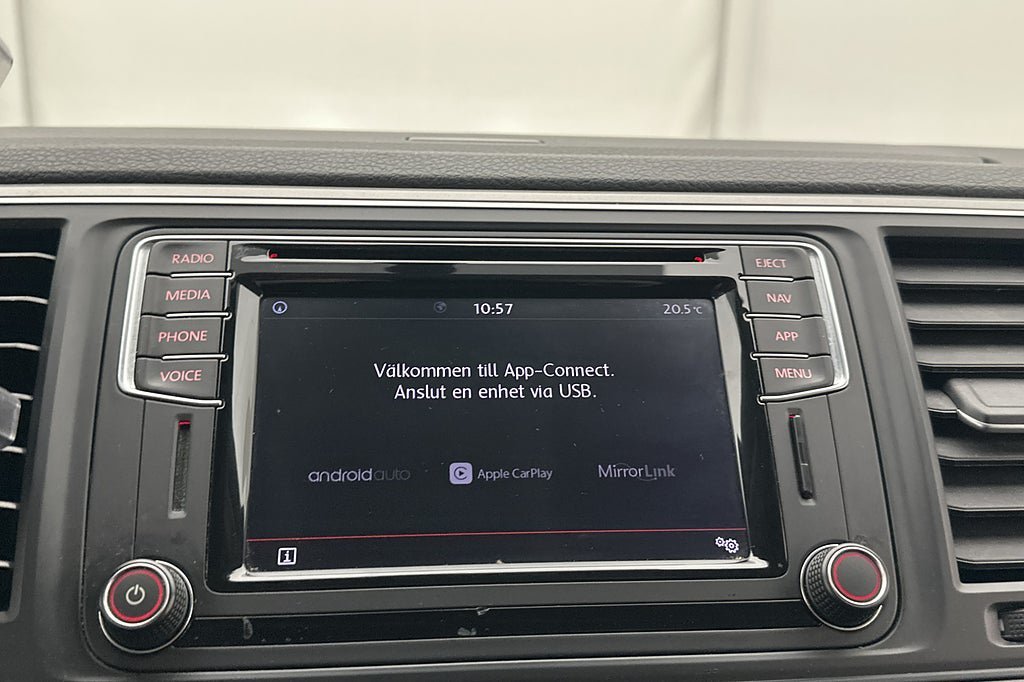 RADIO
MEDIA
PHONE
VOICE
EJECT
NAV
APP
MENU
10:57
20.5°C
Välkommen till App-Connect.
Anslut en enhet via USB.
androidauto
Apple CarPlay
MirrorLink
i